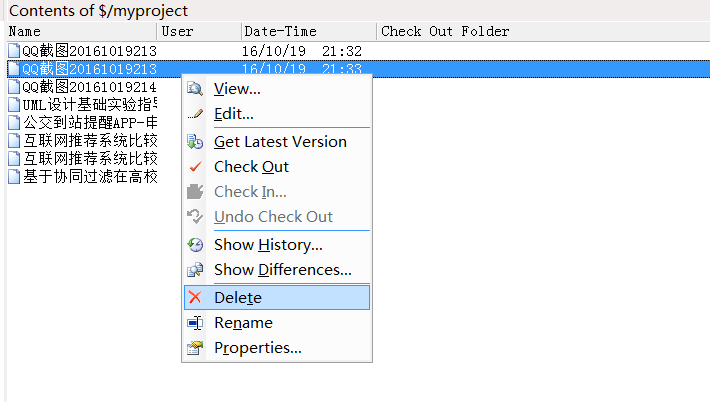 Contents of $/myproject
Name User Date-Time Check Out Folder
QQ截图20161019213 16/10/19 21:32
QQ截图20161019213 16/10/19 21:33
QQ截图20161019214
UML设计基础实验指
公交到站提醒APP-申
互联网推荐系统比较
互联网推荐系统比较
基于协同过滤在高校
View...
Edit...
Get Latest Version
Check Out
Check In...
Undo Check Out
Show History...
Show Differences...
Delete
Rename
Properties...